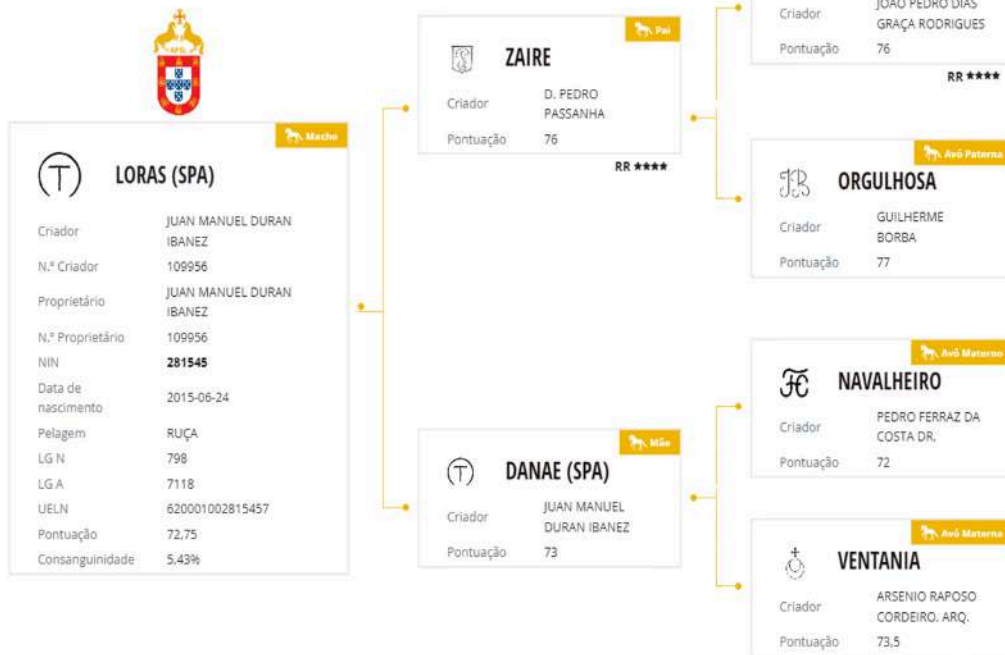 Macho
LORAS (SPA)
Criador JUAN MANUEL DURAN
IBANEZ
N.º Criador 109956
Proprietário JUAN MANUEL DURAN
IBANEZ
N.º Proprietário 109956
NIN 281545
Data de
nascimento 2015-06-24
Pelagem RUÇA
LG N 798
LG A 7118
UELN 620001002815457
Pontuação 72,75
Consanguinidade 5,43%
Pai
ZAIRE
Criador D. PEDRO
PASSANHA
Pontuação 76
RR ★★★★
Mãe
DANAE (SPA)
Criador JUAN MANUEL
DURAN IBANEZ
Pontuação 73
Criador JOÃO PEDRO DIAS
GRAÇA RODRIGUES
Pontuação 76
RR ★★★★
Avó Paterna
JB ORGULHOSA
Criador GUILHERME
BORBA
Pontuação 77
Avô Materno
NAVALHEIRO
Criador PEDRO FERRAZ DA
COSTA DR.
Pontuação 72
Avó Materna
VENTANIA
Criador ARSENIO RAPOSO
CORDEIRO. ARQ.
Pontuação 73,5